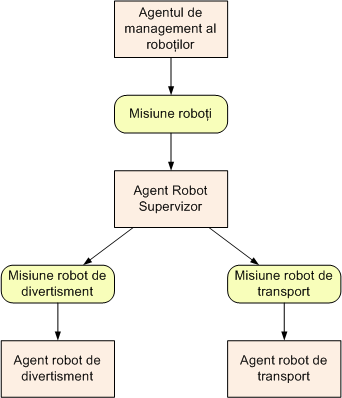 Agentul de
management al
roboților
Misiune roboți
Agent Robot
Supervizor
Misiune robot de
divertisment
Misiune robot de
transport
Agent robot de
divertisment
Agent robot de
transport